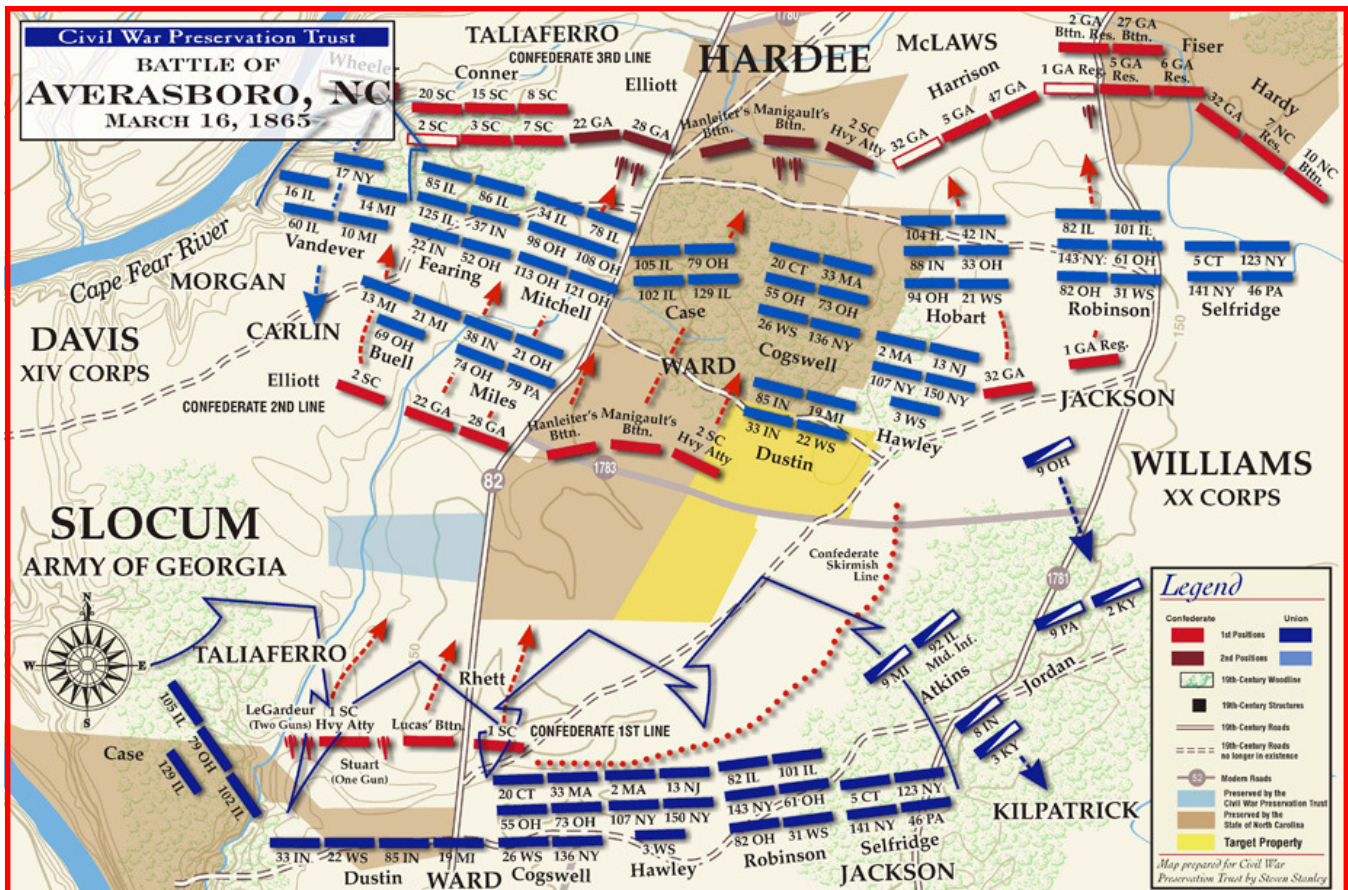 Civil War Preservation Trust
BATTLE OF
AVERASBORO, NC
MARCH 16, 1865
Wheele
TALIAFERRO
CONFEDERATE 3RD LINE
Conner
Elliott
20 SC
15 SC
8 SC
2 SC
3 SC
7 SC
22 GA
28 GA
HARDEE
1780
Hanleiter's
Bttn.
Manigault's
Bttn.
2 SC
Hvy Atty
McLAWS
Harrison
32 GA
5 GA
47 GA
1 GA Reg.
2 GA
Bttn. Res.
27 GA
Bttn.
5 GA
Res.
6 GA
Res.
Fiser
Hardy
32 GA
7 NC
Res.
10 NC
Bttn.
Cape Fear River
17 NY
16 IL
14 MI
60 IL
10 MI
Vandever
MORGAN
85 IL
86 IL
125 IL
37 IN
22 IN
52 OH
Fearing
34 IL
78 IL
98 OH
108 OH
113 OH
121 OH
Mitchell
105 IL
79 OH
102 IL
129 IL
Case
20 CT
33 MA
55 OH
73 OH
26 WS
136 NY
Cogswell
104 IL
42 IN
88 IN
33 OH
94 OH
21 WS
Hobart
82 IL
101 IL
143 NY
61 OH
82 OH
31 WS
Robinson
5 CT
123 NY
141 NY
46 PA
Selfridge
150
DAVIS
XIV CORPS
CARLIN
13 MI
21 MI
69 OH
Buell
38 IN
21 OH
74 OH
79 PA
Miles
WARD
2 MA
13 NJ
107 NY
150 NY
3 WS
Hawley
85 IN
19 MI
33 IN
22 WS
Dustin
32 GA
1 GA Reg.
JACKSON
Elliott
CONFEDERATE 2ND LINE
2 SC
22 GA
28 GA
Hanleiter's
Bttn.
Manigault's
Bttn.
2 SC
Hvy Atty
1783
82
9 OH
WILLIAMS
XX CORPS
SLOCUM
ARMY OF GEORGIA
Confederate
Skirmish
Line
1781
9 PA
2 KY
Jordan
N
W
E
S
TALIAFERRO
150
Rhett
LeGardeur
(Two Guns)
1 SC
Hvy Atty
Lucas' Bttn.
1 SC
CONFEDERATE 1ST LINE
Stuart
(One Gun)
92 IL
Mtd. Inf.
9 MI
Atkins
8 IN
3 KY
KILPATRICK
105 IL
79 OH
102 IL
129 IL
Case
20 CT
33 MA
2 MA
13 NJ
82 IL
101 IL
55 OH
73 OH
107 NY
150 NY
143 NY
61 OH
5 CT
123 NY
33 IN
22 WS
85 IN
19 MI
26 WS
136 NY
3 WS
82 OH
31 WS
141 NY
46 PA
Dustin
WARD
Cogswell
Hawley
Robinson
Selfridge
JACKSON
Legend
Confederate
Union
1st Positions
2nd Positions
19th-Century Woodline
19th-Century Structures
19th-Century Roads
19th-Century Roads
no longer in existence
52
Modern Roads
Preserved by the
Civil War Preservation Trust
Preserved by the
State of North Carolina
Target Property
Map prepared for Civil War
Preservation Trust by Steven Stanley